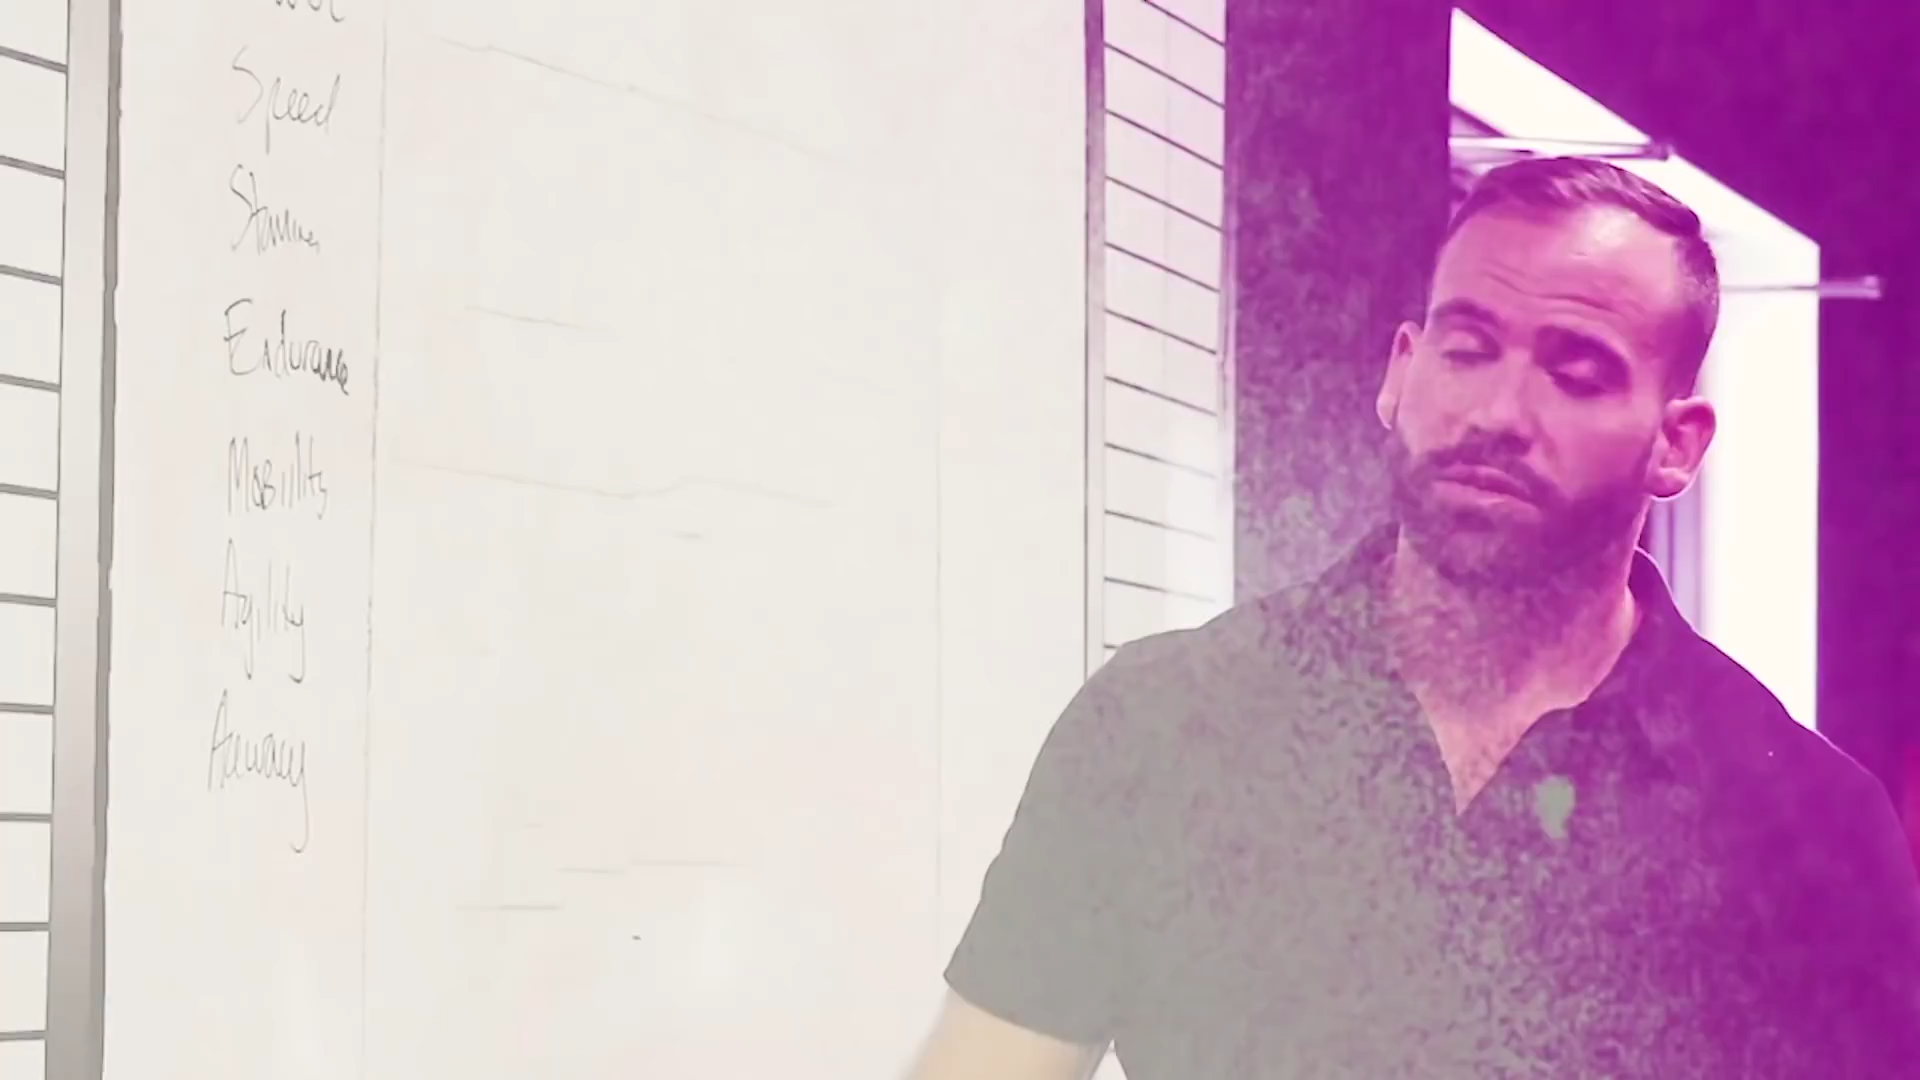 Speed
Stamina
Endurance
Mobility
Agility
Accuracy